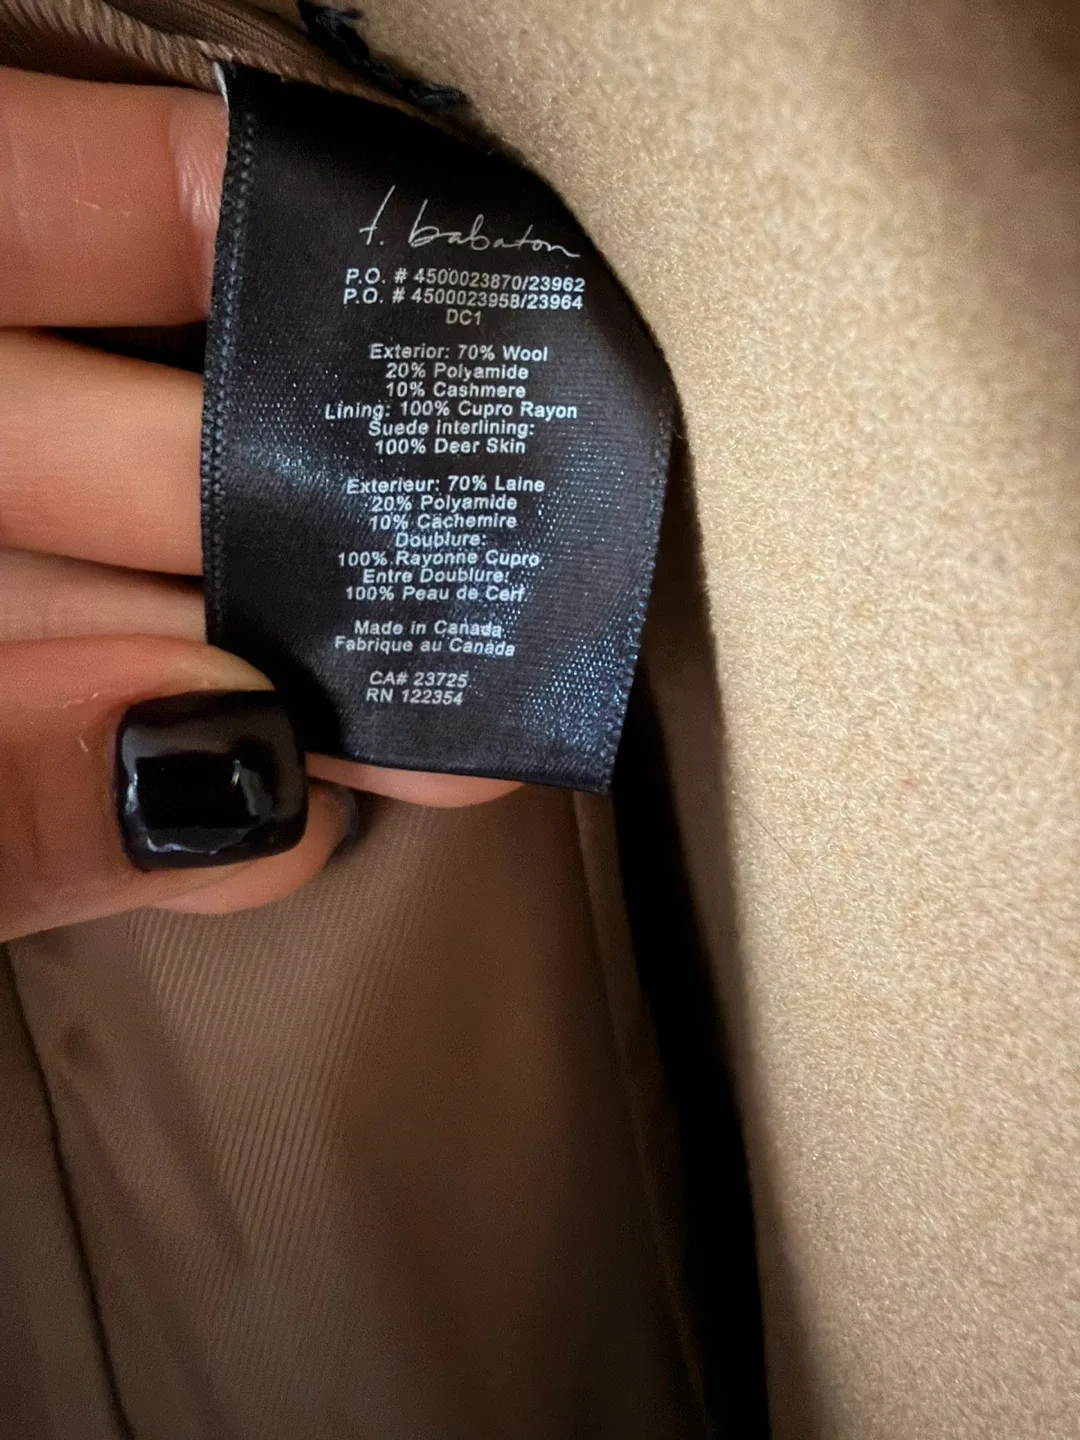 t. babaton
P.O. # 4500023870/23962
P.O. # 4500023958/23964
DC1
Exterior: 70% Wool
20% Polyamide
10% Cashmere
Lining: 100% Cupro Rayon
Suede interlining:
100% Deer Skin
Exterieur: 70% Laine
20% Polyamide
10% Cachemire
Doublure:
100% Rayonne Cupro
Entre Doublure:
100% Peau de Cerf
Made in Canada
Fabrique au Canada
CA# 23725
RN 122354